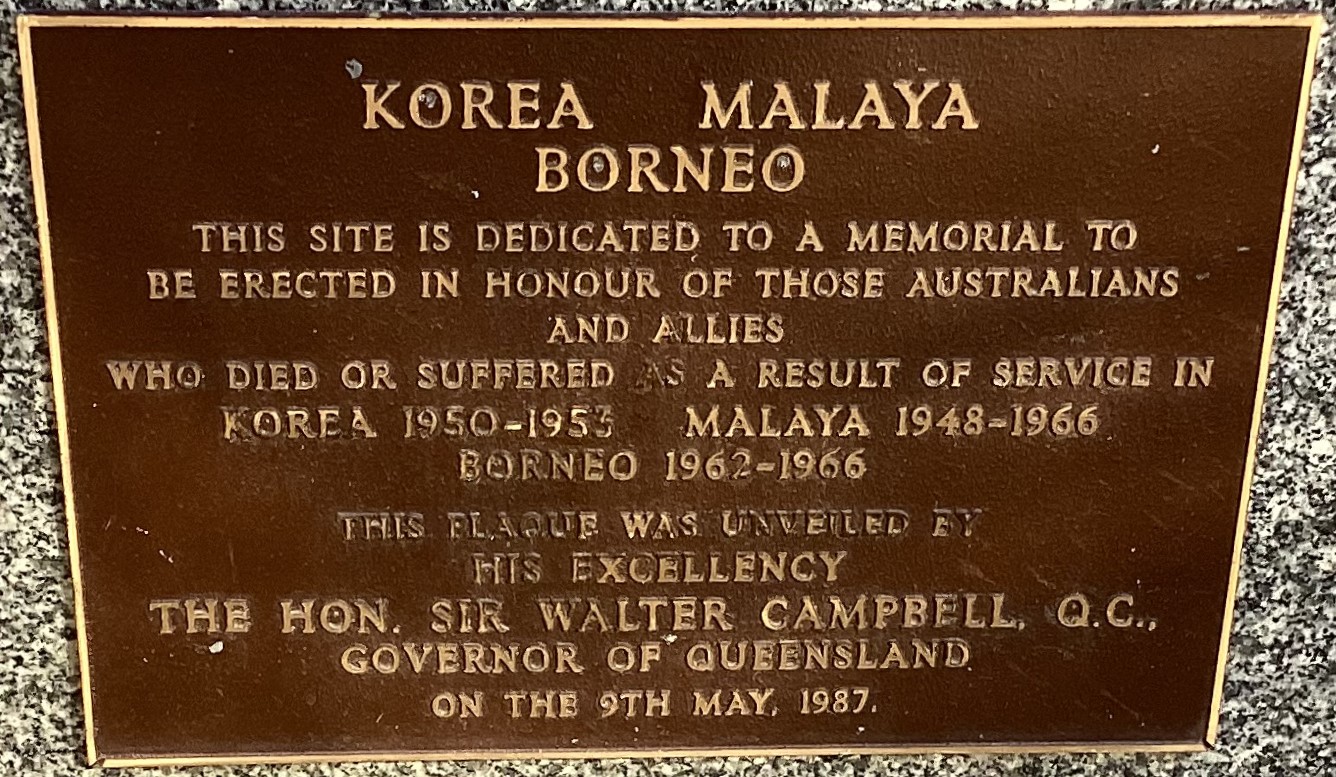 KOREA MALAYA
BORNEO
THIS SITE IS DEDICATED TO A MEMORIAL TO
BE ERECTED IN HONOUR OF THOSE AUSTRALIANS
AND ALLIES
WHO DIED OR SUFFERED AS A RESULT OF SERVICE IN
KOREA 1950-1953 MALAYA 1948-1966
BORNEO 1962-1966
THIS PLAQUE WAS UNVEILED BY
HIS EXCELLENCY
THE HON. SIR WALTER CAMPBELL, Q.C.,
GOVERNOR OF QUEENSLAND
ON THE 9TH MAY, 1987.